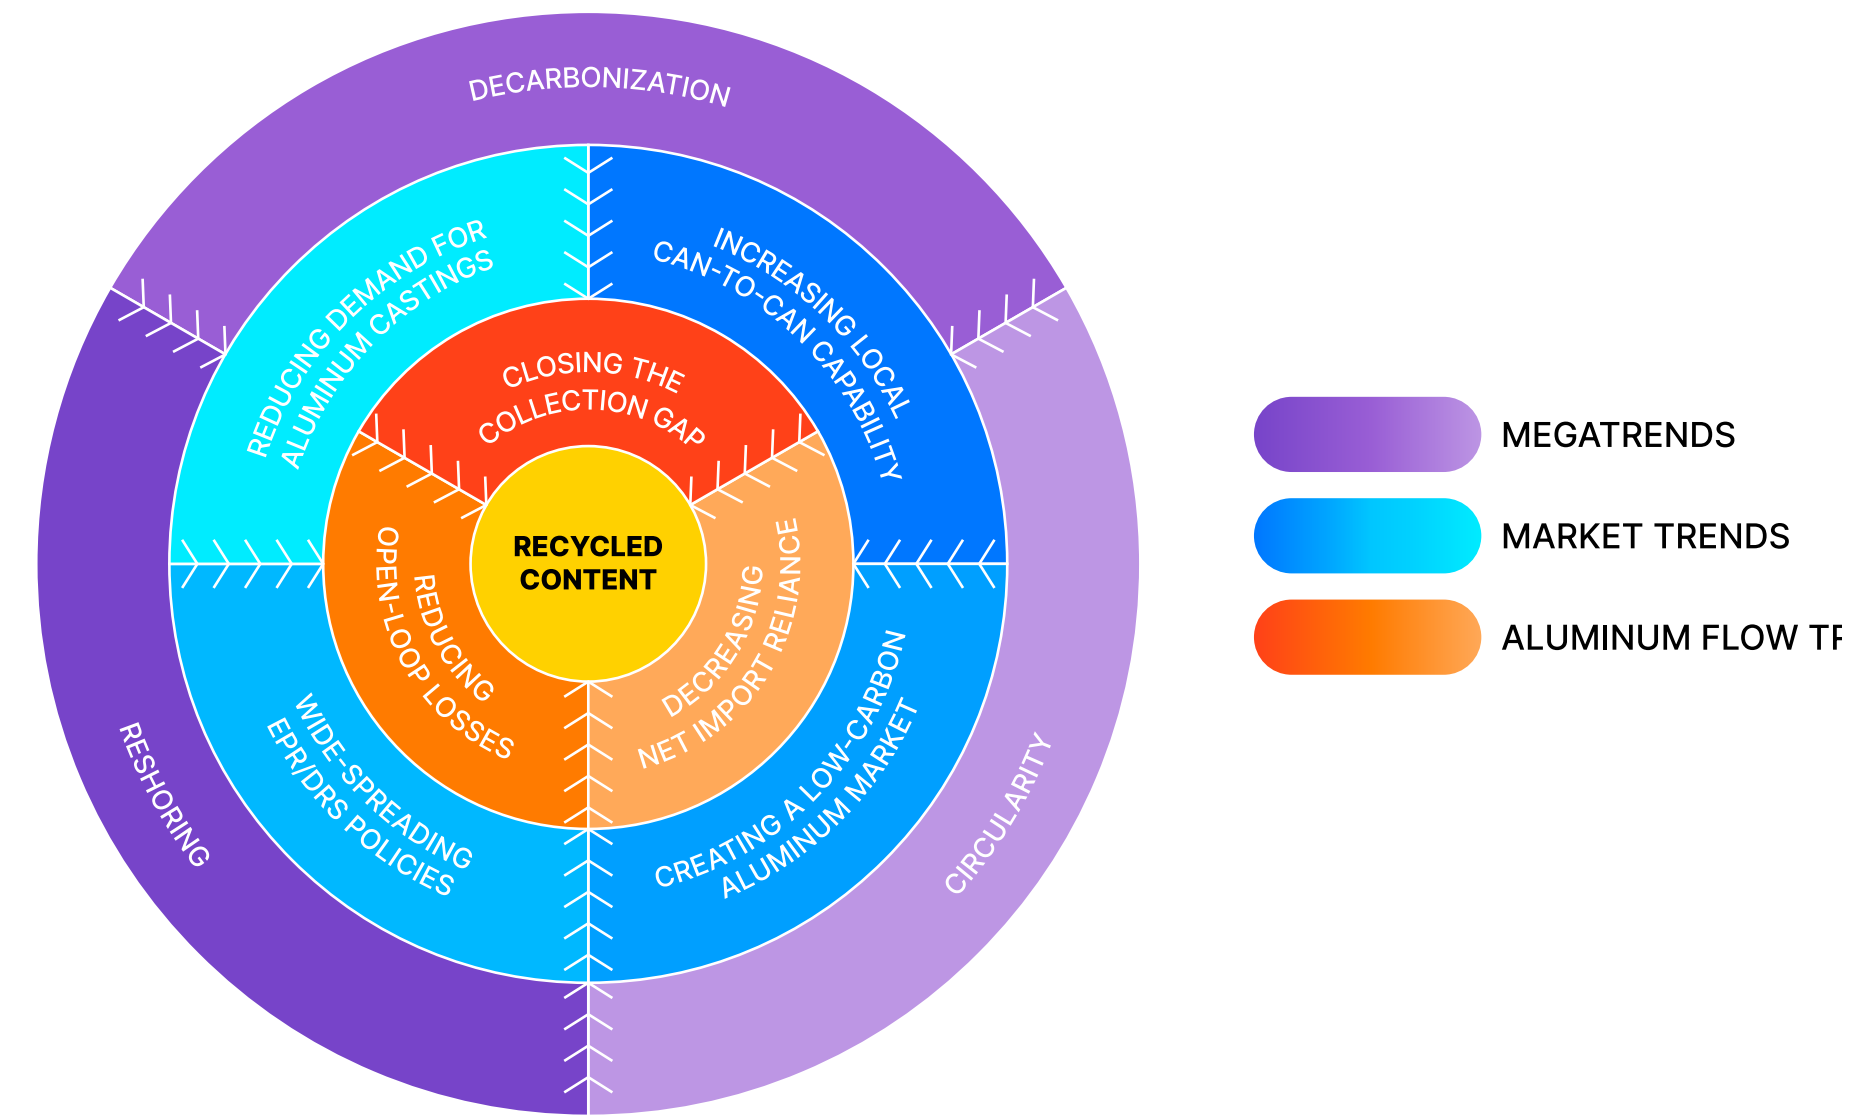 DECARBONIZATION
REDUCING DEMAND FOR
ALUMINUM CASTINGS
INCREASING LOCAL
CAN-TO-CAN CAPABILITY
CLOSING THE
COLLECTION GAP
RECYCLED
CONTENT
REDUCING
OPEN-LOOP LOSSES
DECREASING
NET IMPORT RELIANCE
WIDE-SPREADING
EPR/DRS POLICIES
CREATING A LOW-CARBON
ALUMINUM MARKET
RESHORING
CIRCULARITY
MEGATRENDS
MARKET TRENDS
ALUMINUM FLOW